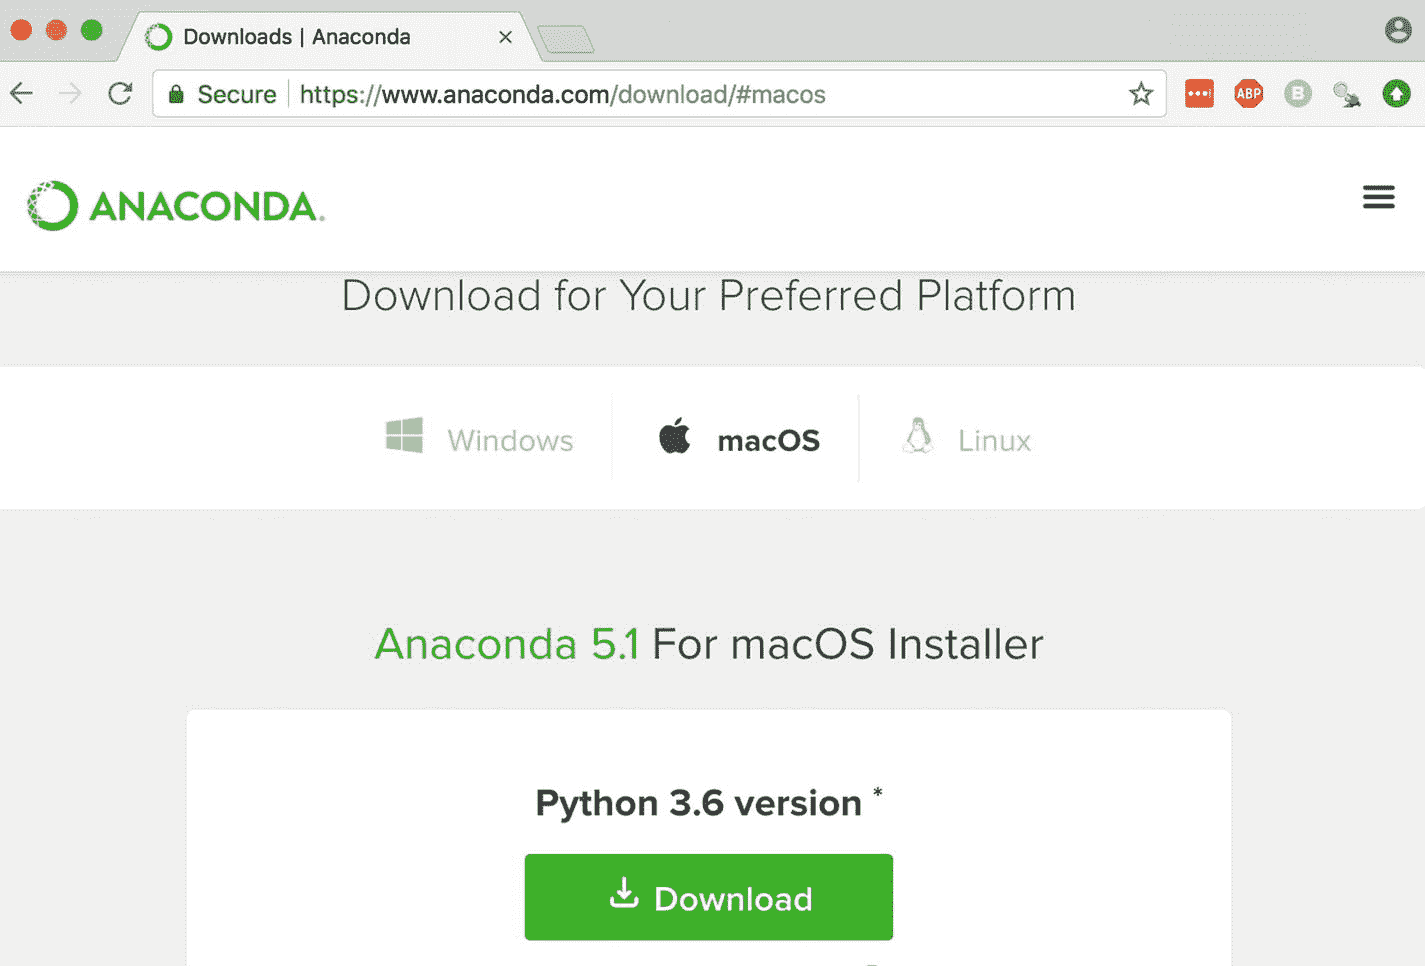 Downloads | Anaconda
Secure https://www.anaconda.com/download/#macos
ABP
B
ANACONDA.
Download for Your Preferred Platform
Windows
macOS
Linux
Anaconda 5.1 For macOS Installer
Python 3.6 version *
Download